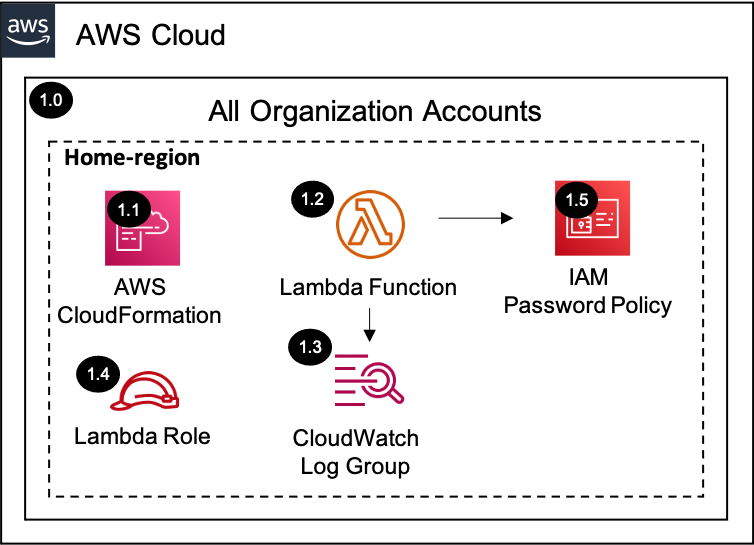 aws
AWS Cloud
1.0
All Organization Accounts
Home-region
1.1
AWS
CloudFormation
1.2
Lambda Function
1.5
IAM
Password Policy
1.4
Lambda Role
1.3
CloudWatch
Log Group